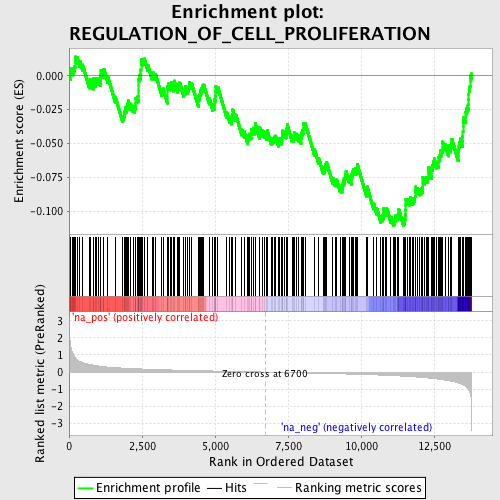 Enrichment plot:
REGULATION_OF_CELL_PROLIFERATION
Enrichment score (ES)
0.000
-0.025
-0.050
-0.075
-0.100
'na_pos' (positively correlated)
Ranked list metric (PreRanked)
3
2
1
0
-1
-2
-3
Zero cross at 6700
'na_neg' (negatively correlated)
0
2,500
5,000
7,500
10,000
12,500
Rank in Ordered Dataset
Enrichment profile
Hits
Ranking metric scores